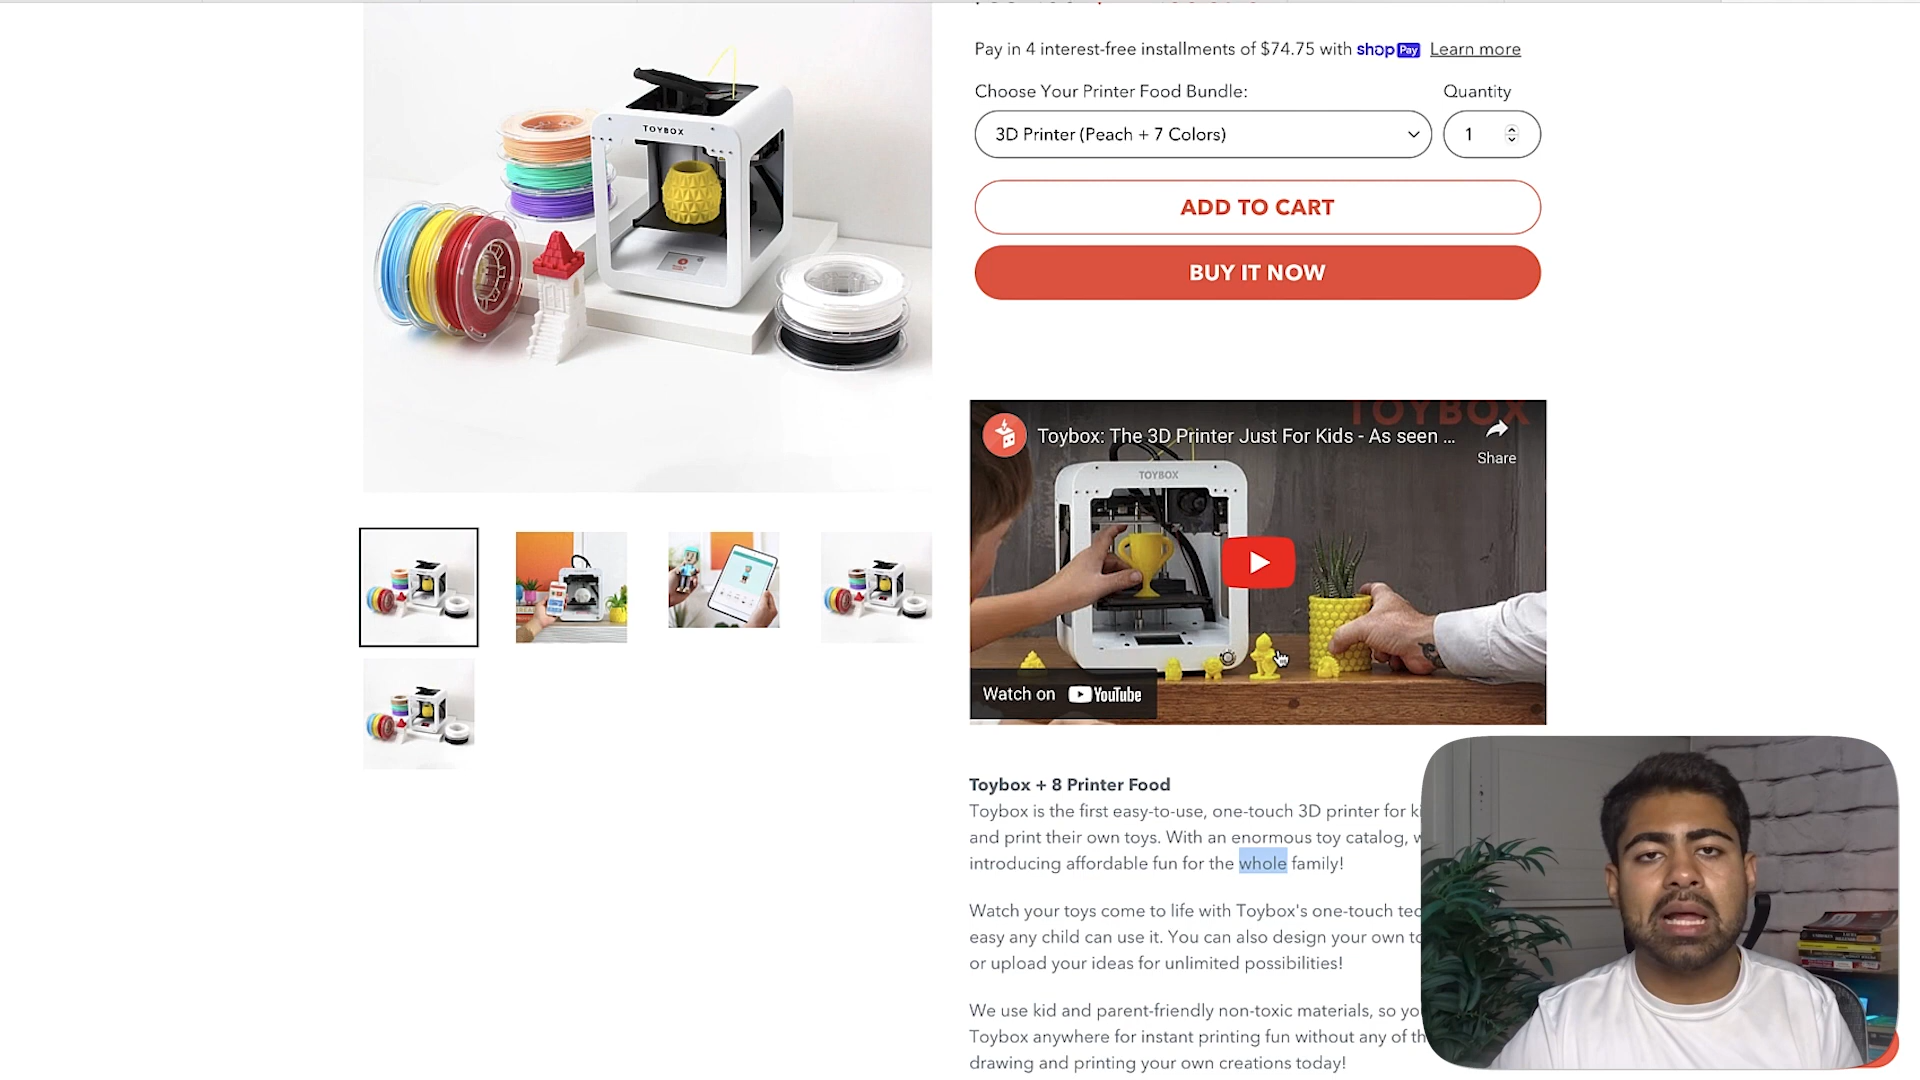 Pay in 4 interest-free installments of $74.75 with shop Pay Learn more
Choose Your Printer Food Bundle:
Quantity
3D Printer (Peach + 7 Colors)
1
ADD TO CART
BUY IT NOW
TOYBOX
TOYBOX
Toybox: The 3D Printer Just For Kids - As seen ...
Share
TOYBOX
Watch on YouTube
Toybox + 8 Printer Food
Toybox is the first easy-to-use, one-touch 3D printer for
and print their own toys. With an enormous toy catalog,
introducing affordable fun for the whole family!
Watch your toys come to life with Toybox's one-touch
easy any child can use it. You can also design your own
or upload your ideas for unlimited possibilities!
We use kid and parent-friendly non-toxic materials, so
Toybox anywhere for instant printing fun without any of
drawing and printing your own creations today!